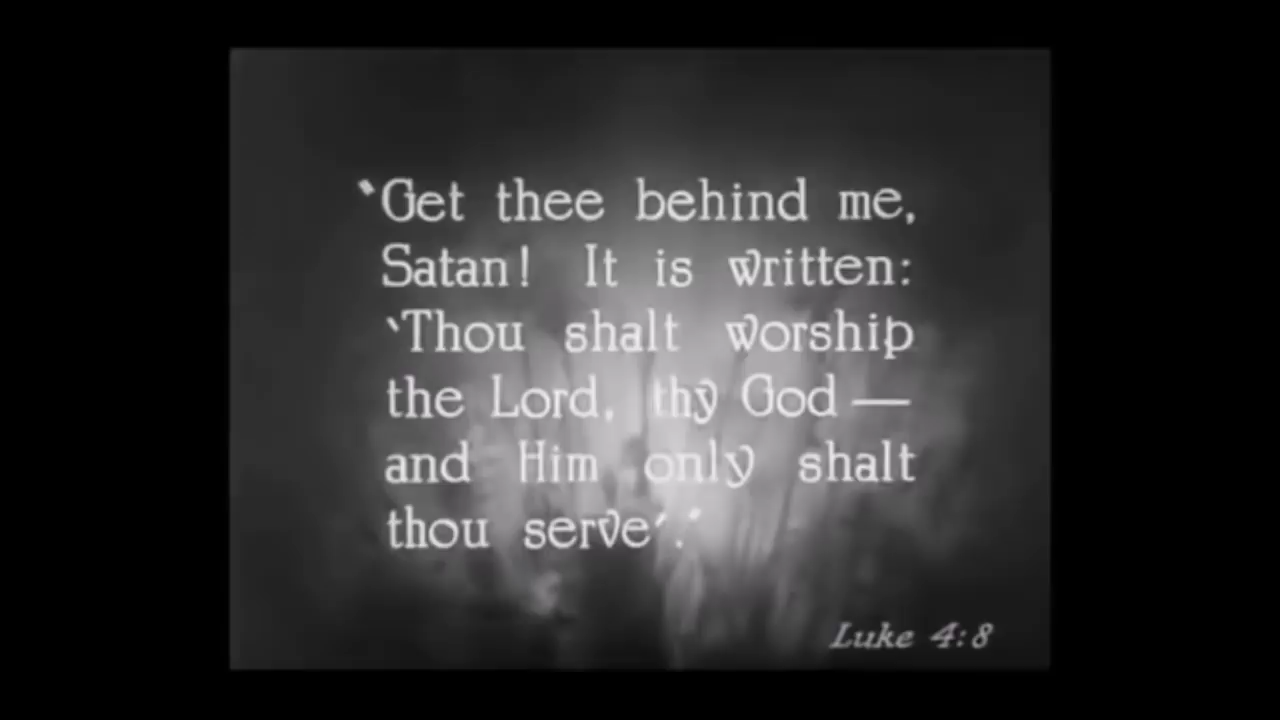 "Get thee behind me,
Satan! It is written:
'Thou shalt worship
the Lord, thy God —
and Him only shalt
thou serve'."
Luke 4:8